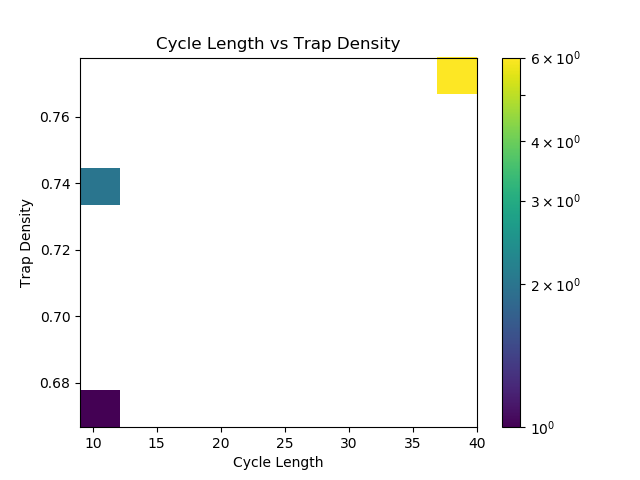 Cycle Length vs Trap Density
Trap Density
0.76
0.74
0.72
0.70
0.68
10 15 20 25 30 35 40
Cycle Length
6 × 10⁰
4 × 10⁰
3 × 10⁰
2 × 10⁰
10⁰